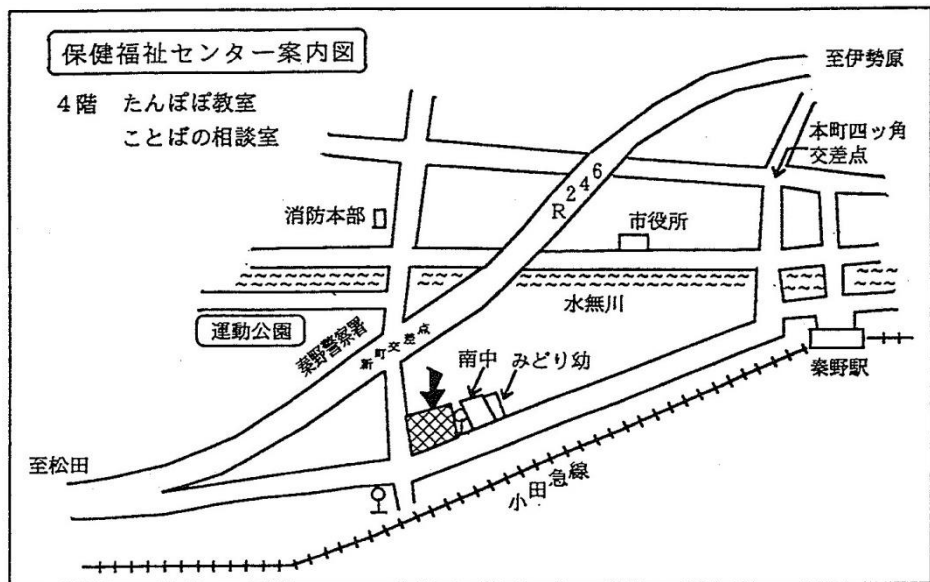 保健福祉センター案内図
4階 たんぽぽ教室
ことばの相談室
至伊勢原
本町四ッ角
交差点
R246
消防本部
市役所
水無川
運動公園
秦野警察署
新町交差点
南中
みどり幼
秦野駅
至松田
小田急線